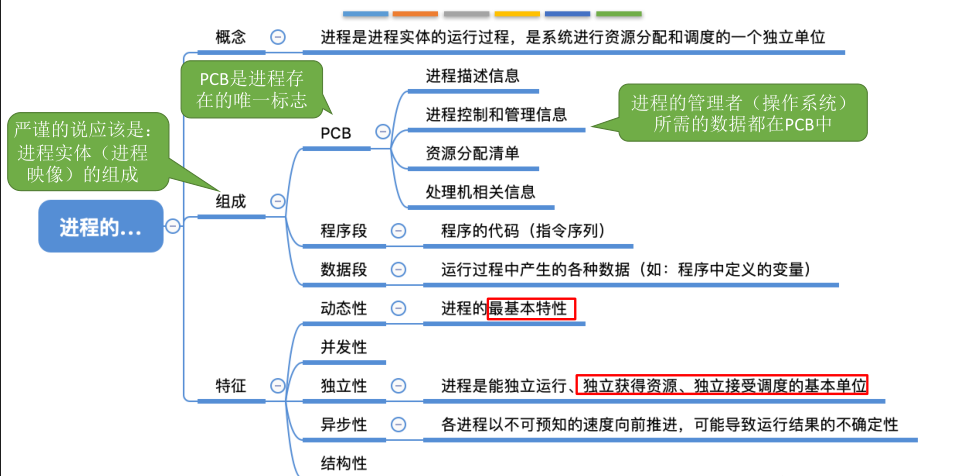 概念
进程是进程实体的运行过程，是系统进行资源分配和调度的一个独立单位
PCB是进程存
在的唯一标志
进程描述信息
进程控制和管理信息
进程的管理者（操作系统）
所需的数据都在PCB中
PCB
资源分配清单
处理机相关信息
严谨的说应该是：
进程实体（进程
映像）的组成
组成
进程的...
程序段
程序的代码（指令序列）
数据段
运行过程中产生的各种数据（如：程序中定义的变量）
动态性
进程的最基本特性
并发性
特征
独立性
进程是能独立运行、独立获得资源、独立接受调度的基本单位
异步性
各进程以不可预知的速度向前推进，可能导致运行结果的不确定性
结构性